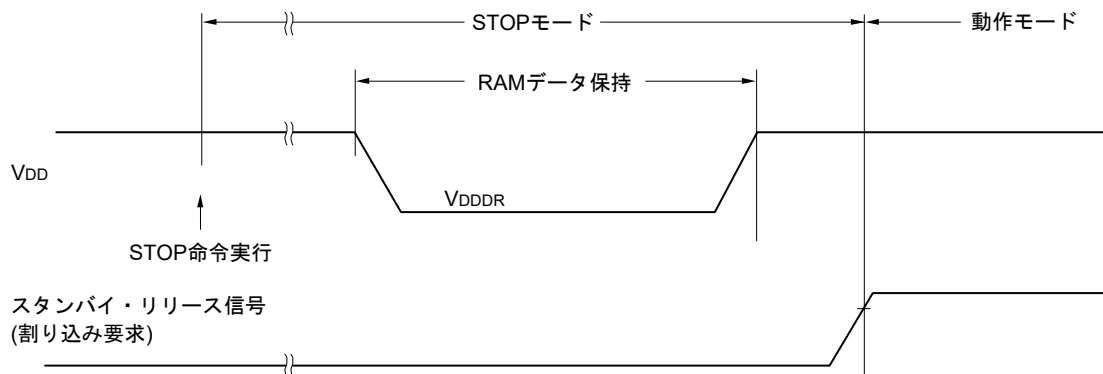 STOPモード
動作モード
RAMデータ保持
VDD
VDDDR
STOP命令実行
スタンバイ・リリース信号
(割り込み要求)